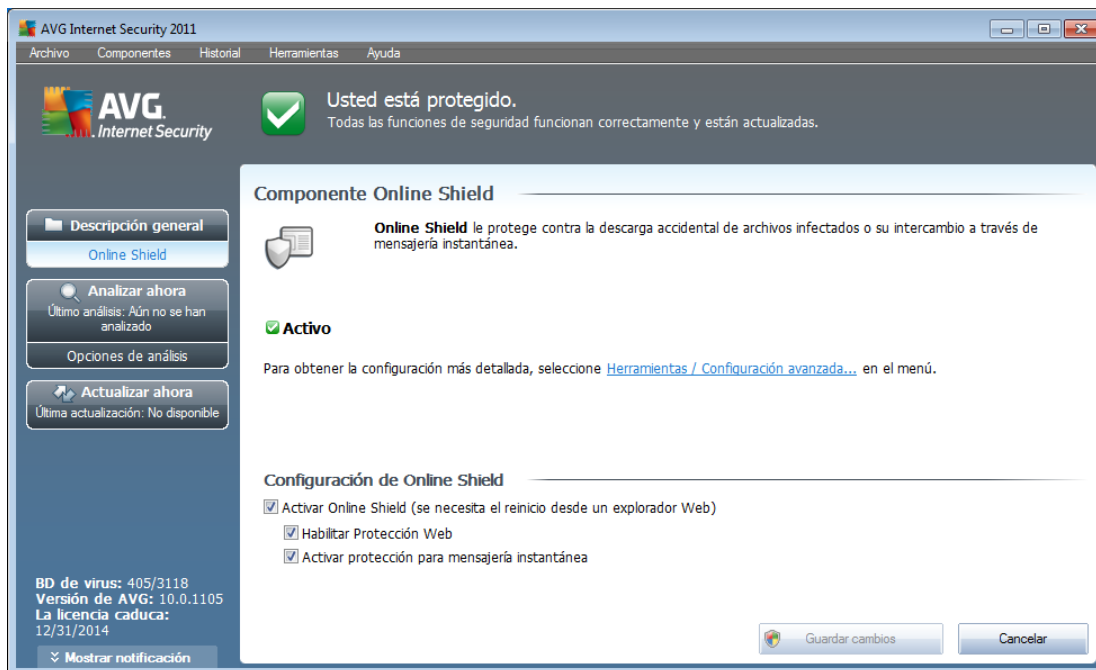 AVG Internet Security 2011
Archivo Componentes Historial Herramientas Ayuda
AVG.
Internet Security
Usted está protegido.
Todas las funciones de seguridad funcionan correctamente y están actualizadas.
Descripción general
Online Shield
Analizar ahora
Último análisis: Aún no se han
analizado
Opciones de análisis
Actualizar ahora
Última actualización: No disponible
BD de virus: 405/3118
Versión de AVG: 10.0.1105
La licencia caduca:
12/31/2014
Mostrar notificación
Componente Online Shield
Online Shield le protege contra la descarga accidental de archivos infectados o su intercambio a través de
mensajería instantánea.
Activo
Para obtener la configuración más detallada, seleccione Herramientas / Configuración avanzada... en el menú.
Configuración de Online Shield
Activar Online Shield (se necesita el reinicio desde un explorador Web)
Habilitar Protección Web
Activar protección para mensajería instantánea
Guardar cambios
Cancelar